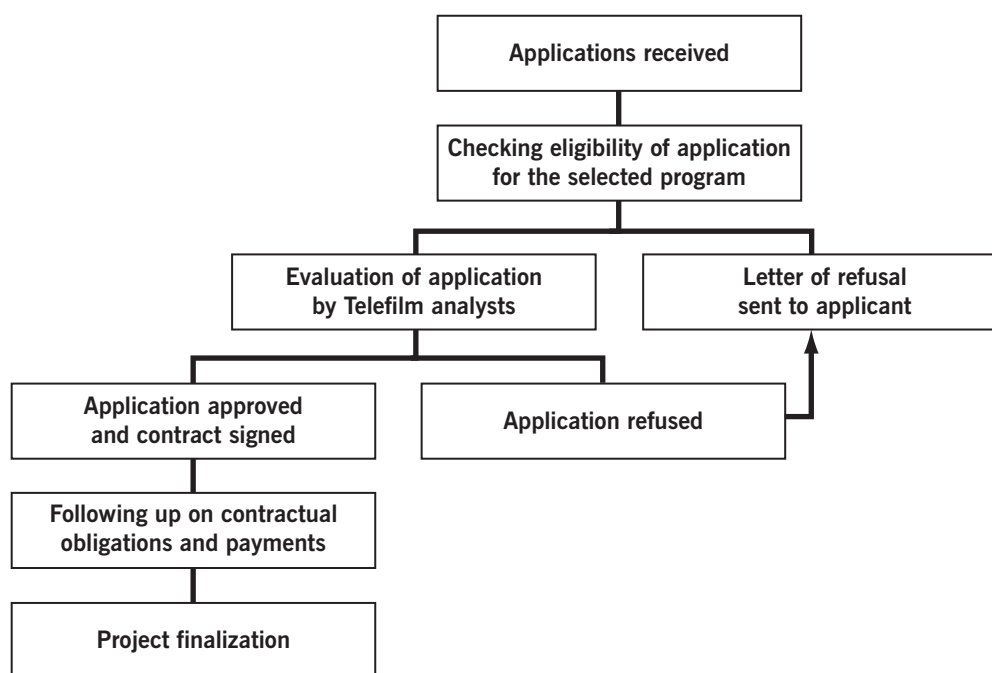 Applications received
Checking eligibility of application
for the selected program
Evaluation of application
by Telefilm analysts
Letter of refusal
sent to applicant
Application approved
and contract signed
Application refused
Following up on contractual
obligations and payments
Project finalization